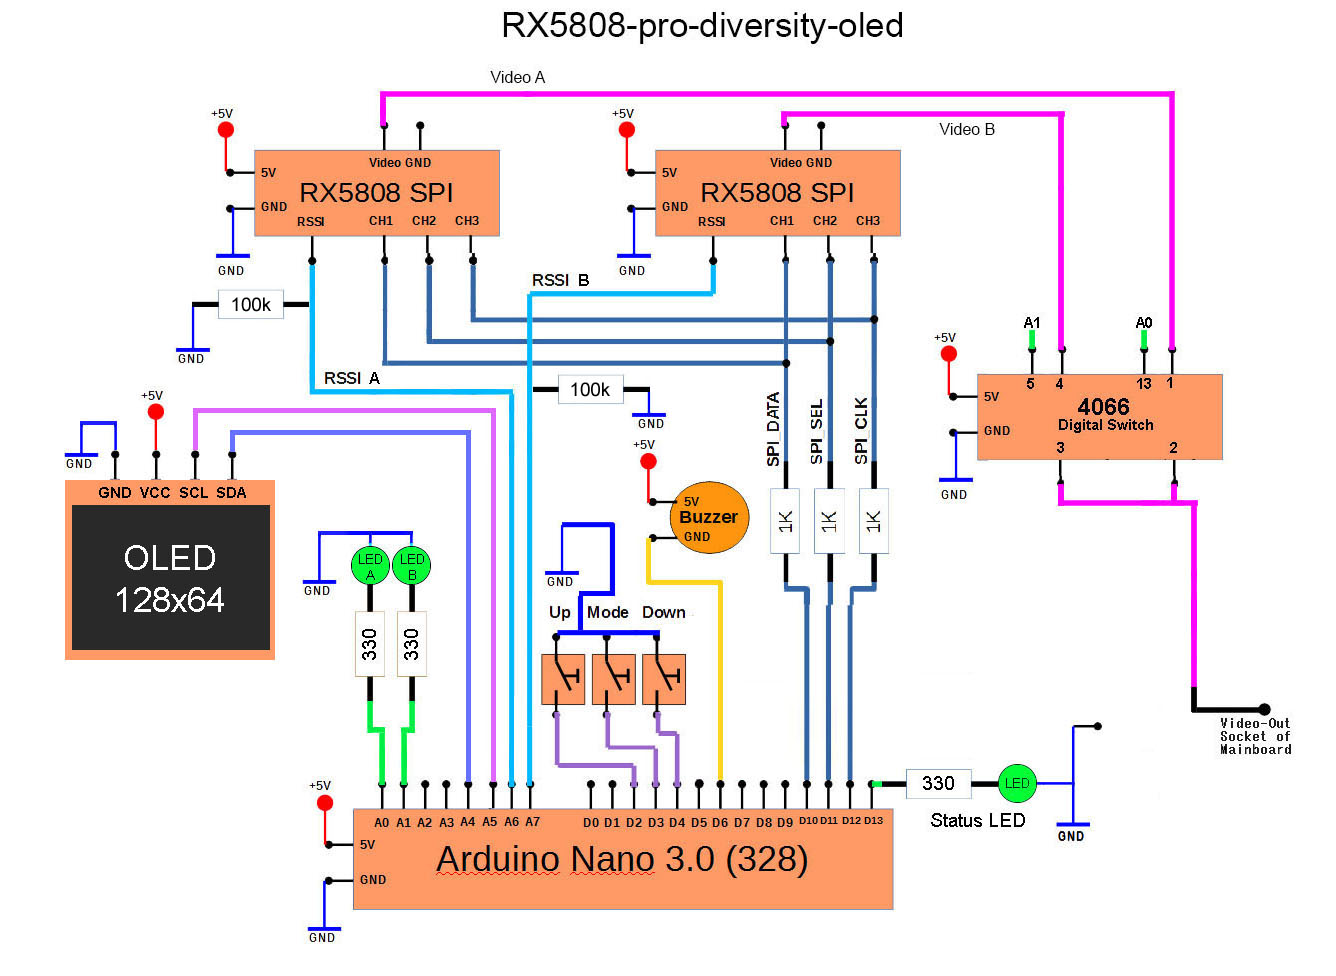 RX5808-pro-diversity-oled
Video A
Video B
+5V
+5V
Video GND
5V
RX5808 SPI
GND
RSSI CH1 CH2 CH3
GND
Video GND
5V
RX5808 SPI
GND
RSSI CH1 CH2 CH3
GND
RSSI B
100k
GND
RSSI A
100k
GND
A1 A0
+5V
5 4 13 1
5V
4066
Digital Switch
GND
3 2
GND
SPI_DATA
SPI_SEL
SPI_CLK
+5V
GND
GND VCC SCL SDA
OLED
128x64
+5V
5V
Buzzer
GND
1K 1K 1K
LED
A
LED
B
GND
330 330
GND
Up Mode Down
Video-Out
Socket of
Mainboard
330
LED
Status LED
GND
+5V
A0 A1 A2 A3 A4 A5 A6 A7 D0 D1 D2 D3 D4 D5 D6 D7 D8 D9 D10 D11 D12 D13
5V
Arduino Nano 3.0 (328)
GND
GND